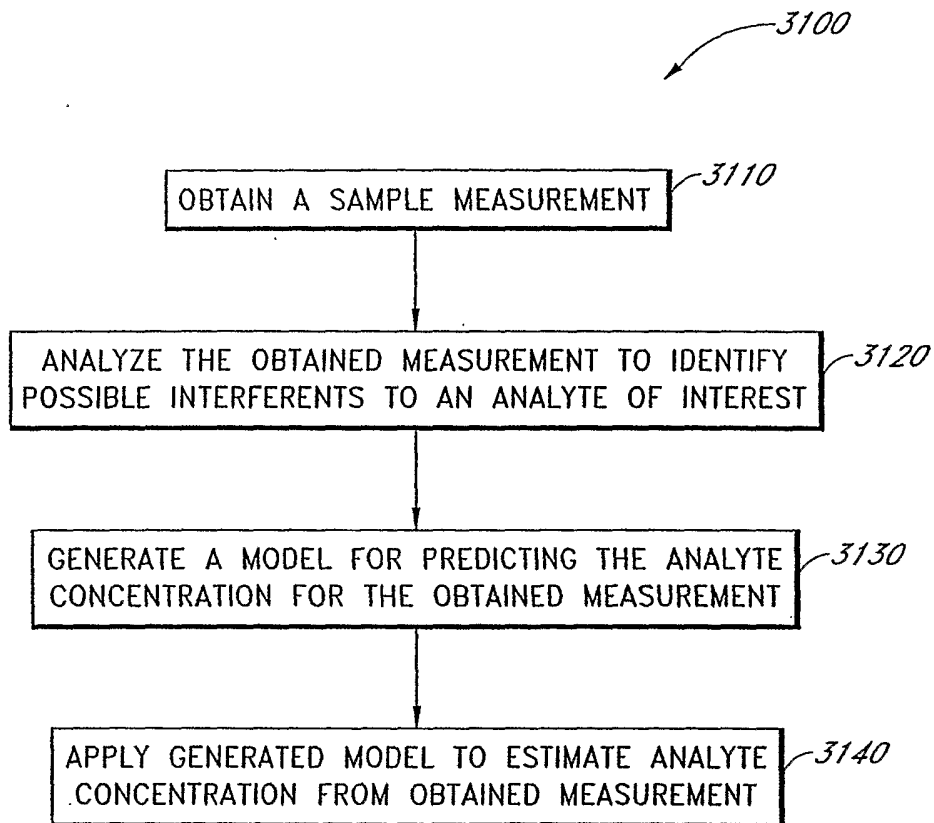 3100
OBTAIN A SAMPLE MEASUREMENT
3110
ANALYZE THE OBTAINED MEASUREMENT TO IDENTIFY
POSSIBLE INTERFERENTS TO AN ANALYTE OF INTEREST
3120
GENERATE A MODEL FOR PREDICTING THE ANALYTE
CONCENTRATION FOR THE OBTAINED MEASUREMENT
3130
APPLY GENERATED MODEL TO ESTIMATE ANALYTE
CONCENTRATION FROM OBTAINED MEASUREMENT
3140